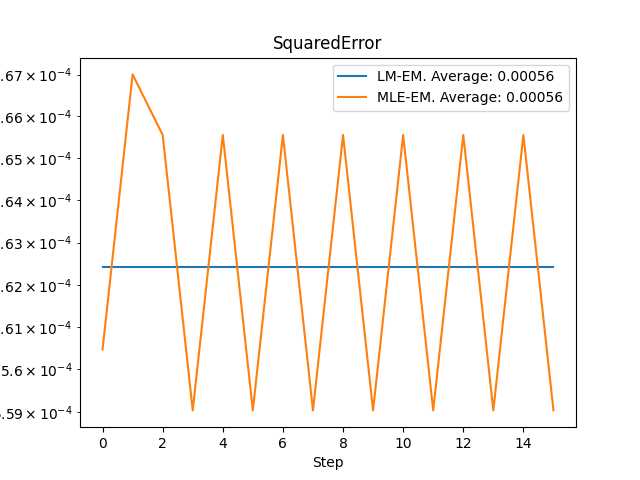 SquaredError
LM-EM. Average: 0.00056
MLE-EM. Average: 0.00056
.67 × 10⁻⁴
.66 × 10⁻⁴
.65 × 10⁻⁴
.64 × 10⁻⁴
.63 × 10⁻⁴
.62 × 10⁻⁴
.61 × 10⁻⁴
5.6 × 10⁻⁴
.59 × 10⁻⁴
0 2 4 6 8 10 12 14
Step